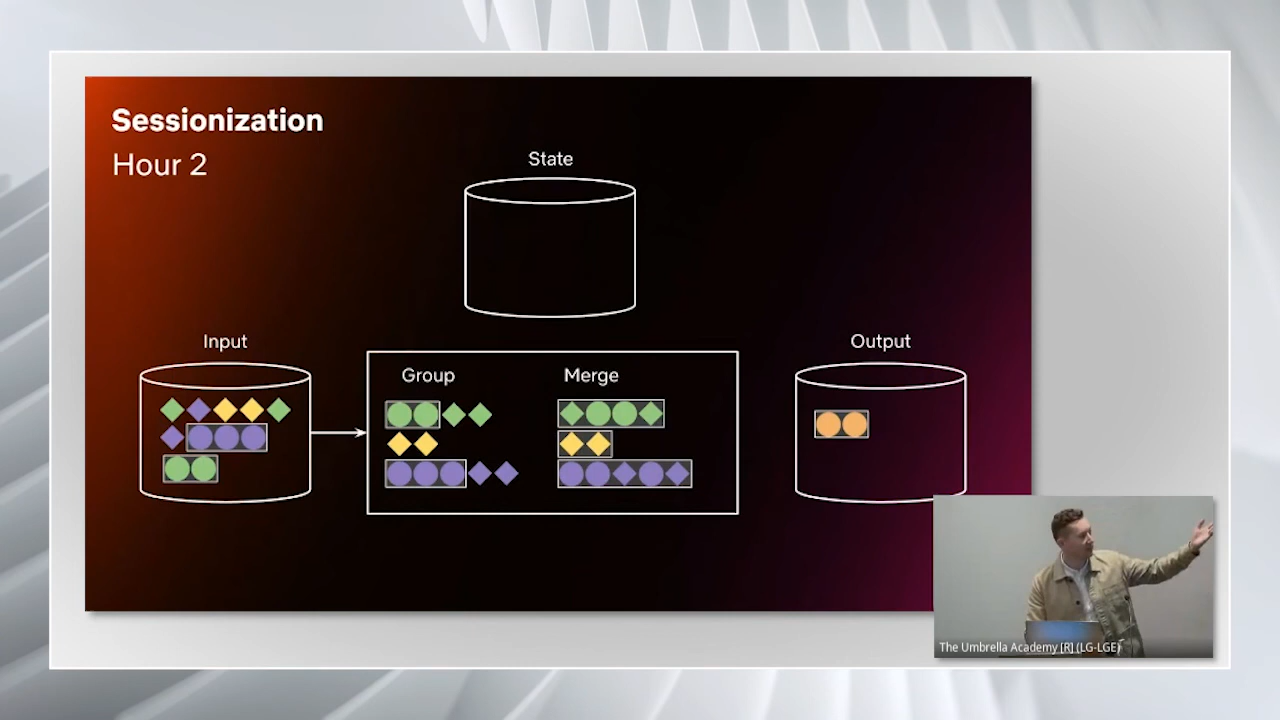 Sessionization
Hour 2
State
Input
Group
Merge
Output
The Umbrella Academy [R] (LG-LGE)